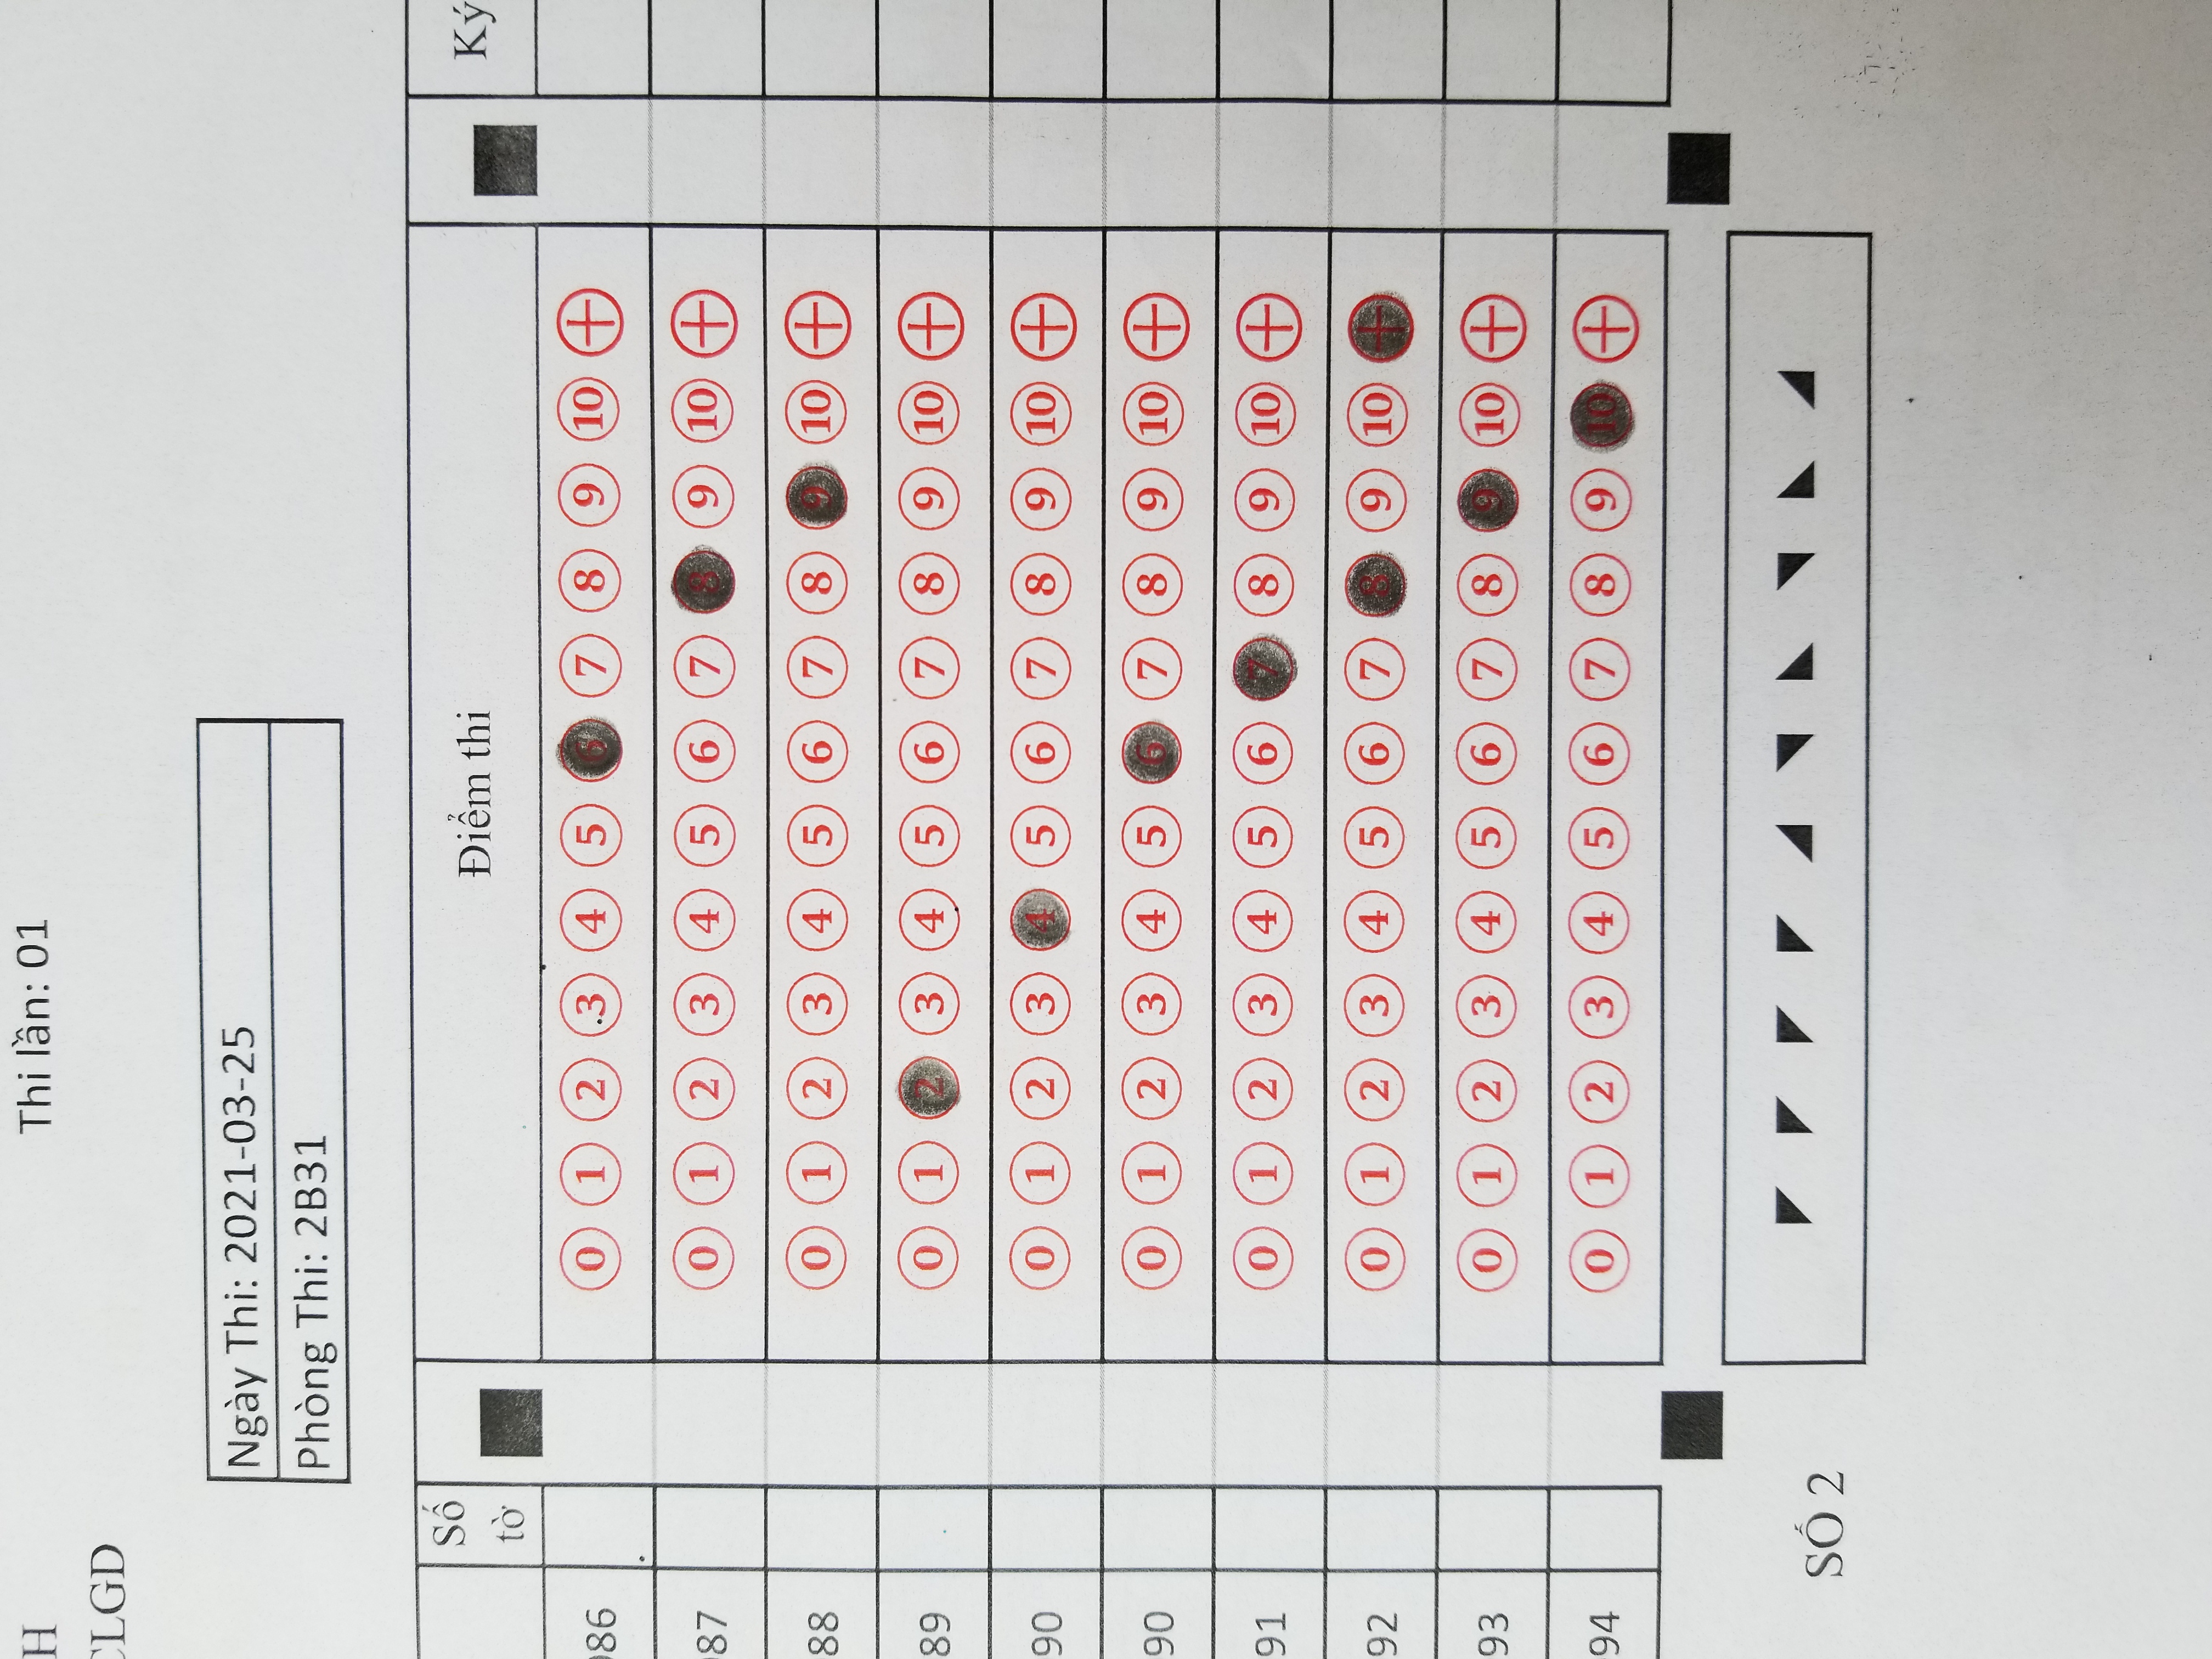 H
Thi lần: 01
CLGD
Ngày Thi: 2021-03-25
Phòng Thi: 2B31
Số tờ
Điểm thi
Ký
086 0 1 2 3 4 5 6 7 8 9 10 +
087 0 1 2 3 4 5 6 7 8 9 10 +
88 0 1 2 3 4 5 6 7 8 9 10 +
89 0 1 2 3 4 5 6 7 8 9 10 +
90 0 1 2 3 4 5 6 7 8 9 10 +
90 0 1 2 3 4 5 6 7 8 9 10 +
91 0 1 2 3 4 5 6 7 8 9 10 +
92 0 1 2 3 4 5 6 7 8 9 10 +
93 0 1 2 3 4 5 6 7 8 9 10 +
94 0 1 2 3 4 5 6 7 8 9 10 +
SỐ 2